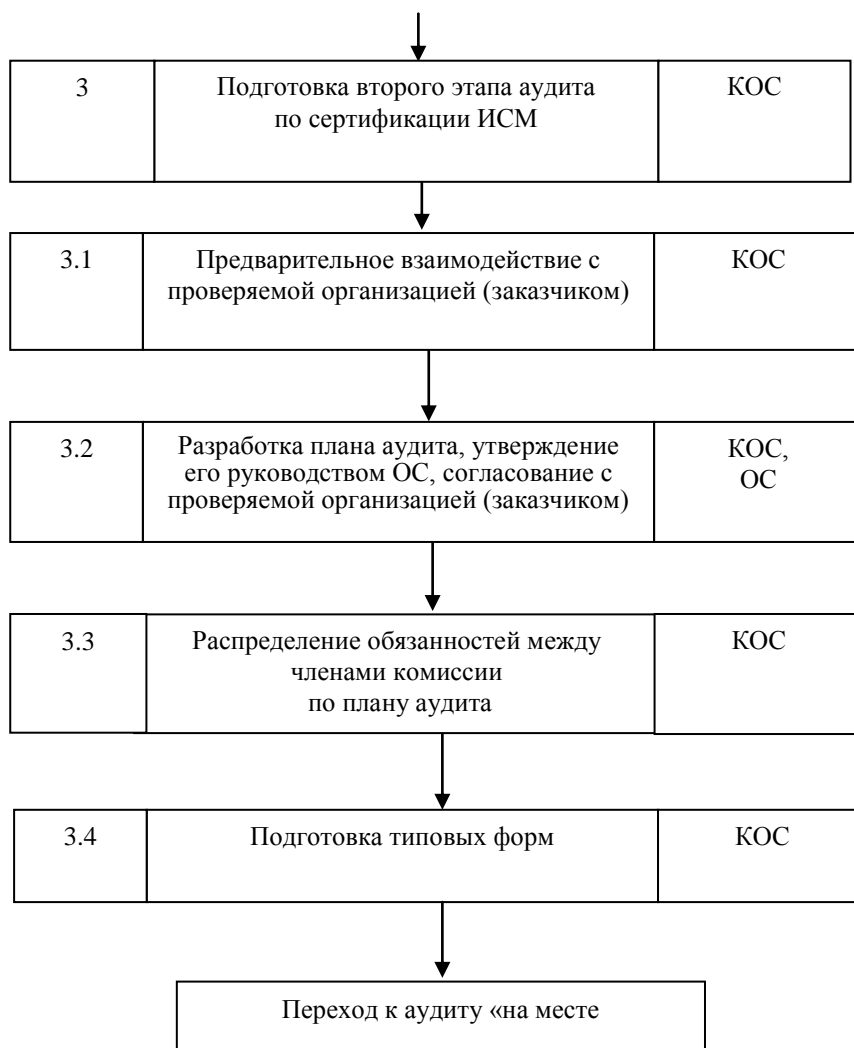 3
Подготовка второго этапа аудита
по сертификации ИСМ
КОС
3.1
Предварительное взаимодействие с
проверяемой организацией (заказчиком)
КОС
3.2
Разработка плана аудита, утверждение
его руководством ОС, согласование с
проверяемой организацией (заказчиком)
КОС,
ОС
3.3
Распределение обязанностей между
членами комиссии
по плану аудита
КОС
3.4
Подготовка типовых форм
КОС
Переход к аудиту «на месте